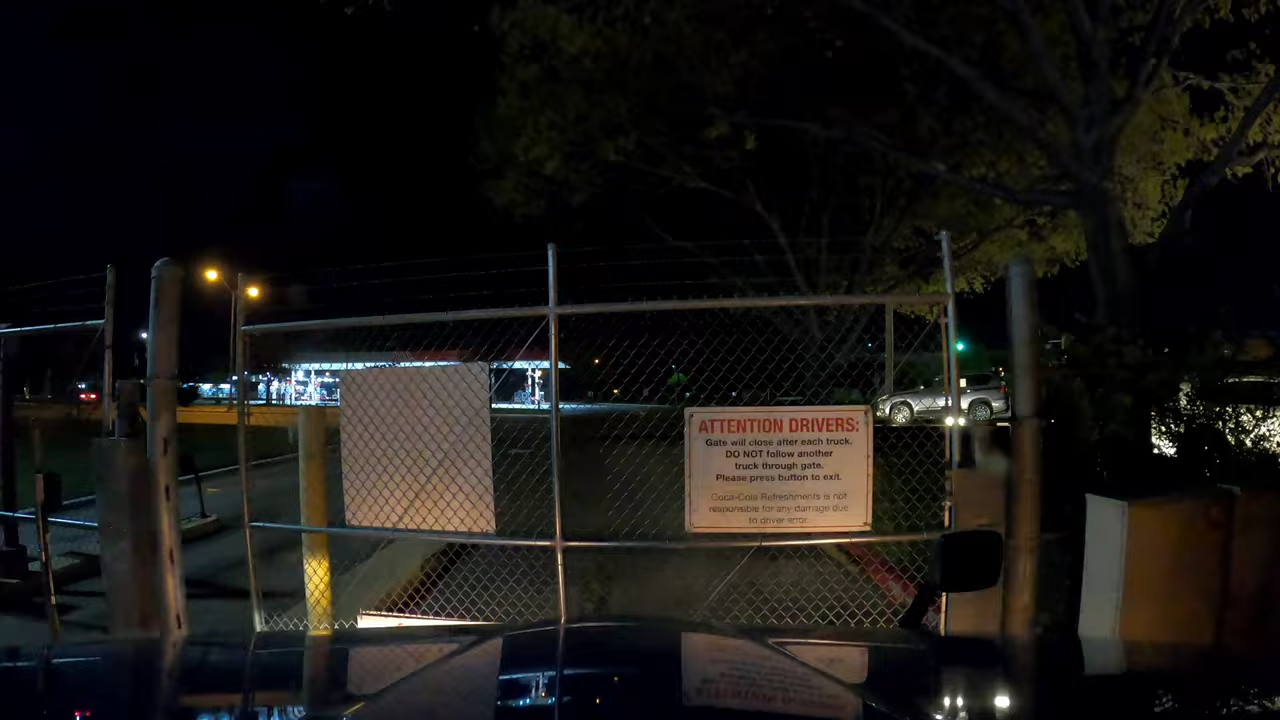 ATTENTION DRIVERS:
Gate will close after each truck.
DO NOT follow another
truck through gate.
Please press button to exit.
Coca-Cola Refreshments is not
responsible for any damage due
to driver error.